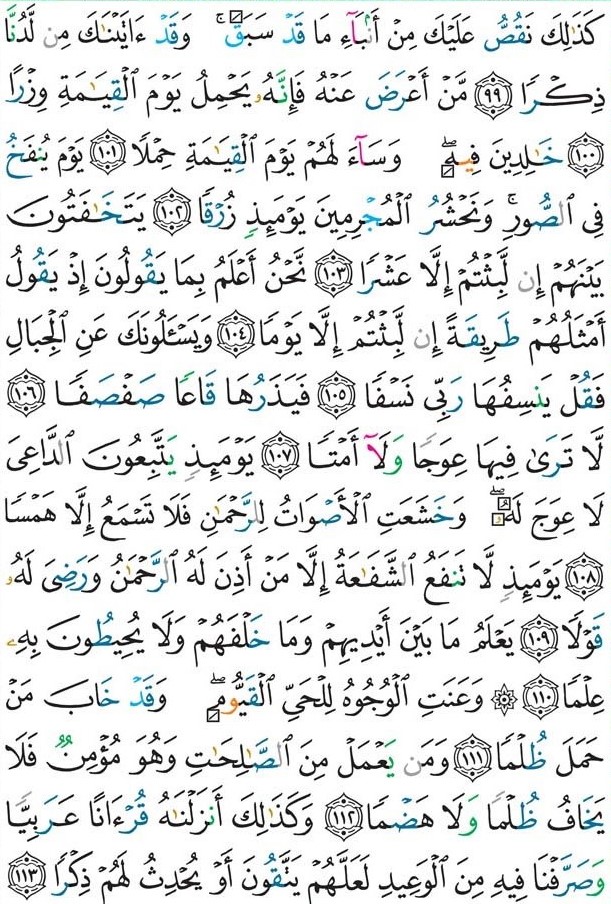 كَذَٰلِكَ نَقُصُّ عَلَيْكَ مِنْ أَنۢبَآءِ مَا قَدْ سَبَقَ ۚ وَقَدْ ءَاتَيْنَٰكَ مِن لَّدُنَّا
ذِكْرًا ٩٩ مَّنْ أَعْرَضَ عَنْهُ فَإِنَّهُۥ يَحْمِلُ يَوْمَ ٱلْقِيَٰمَةِ وِزْرًا
١٠٠ خَٰلِدِينَ فِيهِ ۖ وَسَآءَ لَهُمْ يَوْمَ ٱلْقِيَٰمَةِ حِمْلًا ١٠١ يَوْمَ يُنفَخُ
فِى ٱلصُّورِ ۚ وَنَحْشُرُ ٱلْمُجْرِمِينَ يَوْمَئِذٍ زُرْقًا ١٠٢ يَتَخَٰفَتُونَ
بَيْنَهُمْ إِن لَّبِثْتُمْ إِلَّا عَشْرًا ١٠٣ نَّحْنُ أَعْلَمُ بِمَا يَقُولُونَ إِذْ يَقُولُ
أَمْثَلُهُمْ طَرِيقَةً إِن لَّبِثْتُمْ إِلَّا يَوْمًا ١٠٤ وَيَسْـَٔلُونَكَ عَنِ ٱلْجِبَالِ
فَقُلْ يَنسِفُهَا رَبِّى نَسْفًا ١٠٥ فَيَذَرُهَا قَاعًا صَفْصَفًا ١٠٦
لَّا تَرَىٰ فِيهَا عِوَجًا وَلَآ أَمْتًا ١٠٧ يَوْمَئِذٍ يَتَّبِعُونَ ٱلدَّاعِىَ
لَا عِوَجَ لَهُۥ ۖ وَخَشَعَتِ ٱلْأَصْوَاتُ لِلرَّحْمَٰنِ فَلَا تَسْمَعُ إِلَّا هَمْسًا
١٠٨ يَوْمَئِذٍ لَّا تَنفَعُ ٱلشَّفَٰعَةُ إِلَّا مَنْ أَذِنَ لَهُ ٱلرَّحْمَٰنُ وَرَضِىَ لَهُۥ
قَوْلًا ١٠٩ يَعْلَمُ مَا بَيْنَ أَيْدِيهِمْ وَمَا خَلْفَهُمْ وَلَا يُحِيطُونَ بِهِۦ
عِلْمًا ١١٠ ۞ وَعَنَتِ ٱلْوُجُوهُ لِلْحَىِّ ٱلْقَيُّومِ ۖ وَقَدْ خَابَ مَنْ
حَمَلَ ظُلْمًا ١١١ وَمَن يَعْمَلْ مِنَ ٱلصَّٰلِحَٰتِ وَهُوَ مُؤْمِنٌ فَلَا
يَخَافُ ظُلْمًا وَلَا هَضْمًا ١١٢ وَكَذَٰلِكَ أَنزَلْنَٰهُ قُرْءَانًا عَرَبِيًّا
وَصَرَّفْنَا فِيهِ مِنَ ٱلْوَعِيدِ لَعَلَّهُمْ يَتَّقُونَ أَوْ يُحْدِثُ لَهُمْ ذِكْرًا ١١٣